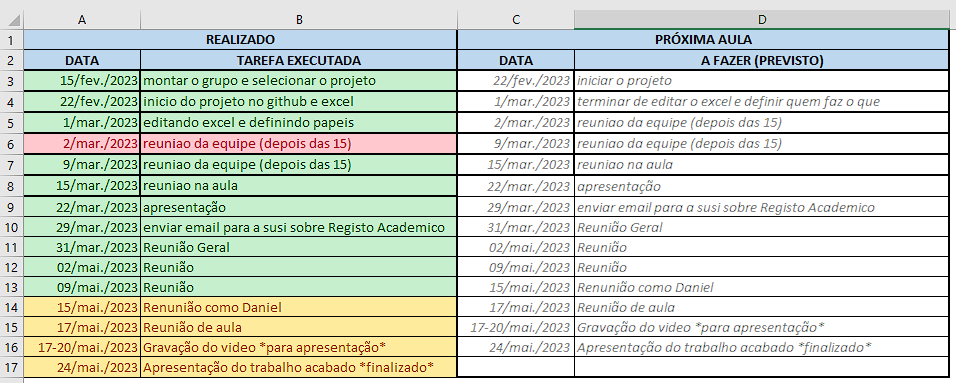 A B C D
1 REALIZADO PRÓXIMA AULA
2 DATA TAREFA EXECUTADA DATA A FAZER (PREVISTO)
3 15/fev./2023 montar o grupo e selecionar o projeto 22/fev./2023 iniciar o projeto
4 22/fev./2023 inicio do projeto no github e excel 1/mar./2023 terminar de editar o excel e definir quem faz o que
5 1/mar./2023 editando excel e definindo papeis 2/mar./2023 reuniao da equipe (depois das 15)
6 2/mar./2023 reuniao da equipe (depois das 15) 9/mar./2023 reuniao da equipe (depois das 15)
7 9/mar./2023 reuniao da equipe (depois das 15) 15/mar./2023 reuniao na aula
8 15/mar./2023 reuniao na aula 22/mar./2023 apresentação
9 22/mar./2023 apresentação 29/mar./2023 enviar email para a susi sobre Registo Academico
10 29/mar./2023 enviar email para a susi sobre Registo Academico 31/mar./2023 Reunião Geral
11 31/mar./2023 Reunião Geral 02/mai./2023 Reunião
12 02/mai./2023 Reunião 09/mai./2023 Reunião
13 09/mai./2023 Reunião 15/mai./2023 Renunião como Daniel
14 15/mai./2023 Renunião como Daniel 17/mai./2023 Reunião de aula
15 17/mai./2023 Reunião de aula 17-20/mai./2023 Gravação do video *para apresentação*
16 17-20/mai./2023 Gravação do video *para apresentação* 24/mai./2023 Apresentação do trabalho acabado *finalizado*
17 24/mai./2023 Apresentação do trabalho acabado *finalizado*